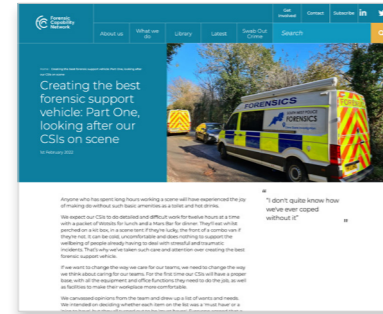 Forensic
Capability
Network
Get
Involved
Contact
Subscribe
in
About us
What we
do
Library
Latest
Swab Out
Crime
Search
Creating the best
forensic support
vehicle: Part One,
looking after our
CSIs on scene
10 February 2021
FORENSICS
POLICE
FORENSICS
"I don't quite know how
we've ever coped
without it"
Anyone who has spent long hours working a scene will have experienced the joy
of making do without such basic amenities as a toilet and hot drinks.
We expect our CSIs to do detailed and difficult work for twelve hours at a time
with a packet of Wotsits for lunch and a Mars Bar for dinner. They'll eat whilst
perched on a kit box, in a scene tent if they're lucky, the front of a combo van if
they're not. It can be cold, uncomfortable and does nothing to support the
wellbeing of people already having to deal with stressful and traumatic
incidents. That's why we've taken such care and attention over creating the best
forensic support vehicle.
If we want to change the way we care for our teams, we need to change the way
we think about caring for our teams. For the first time our CSIs will have a proper
base, with all the equipment and office functions they need to do the job, as well
as facilities to make their workplace more comfortable.
We canvassed opinions from the team and drew up a list of wants and needs.
We intended on deciding whether each item on the list was a 'must have' or a